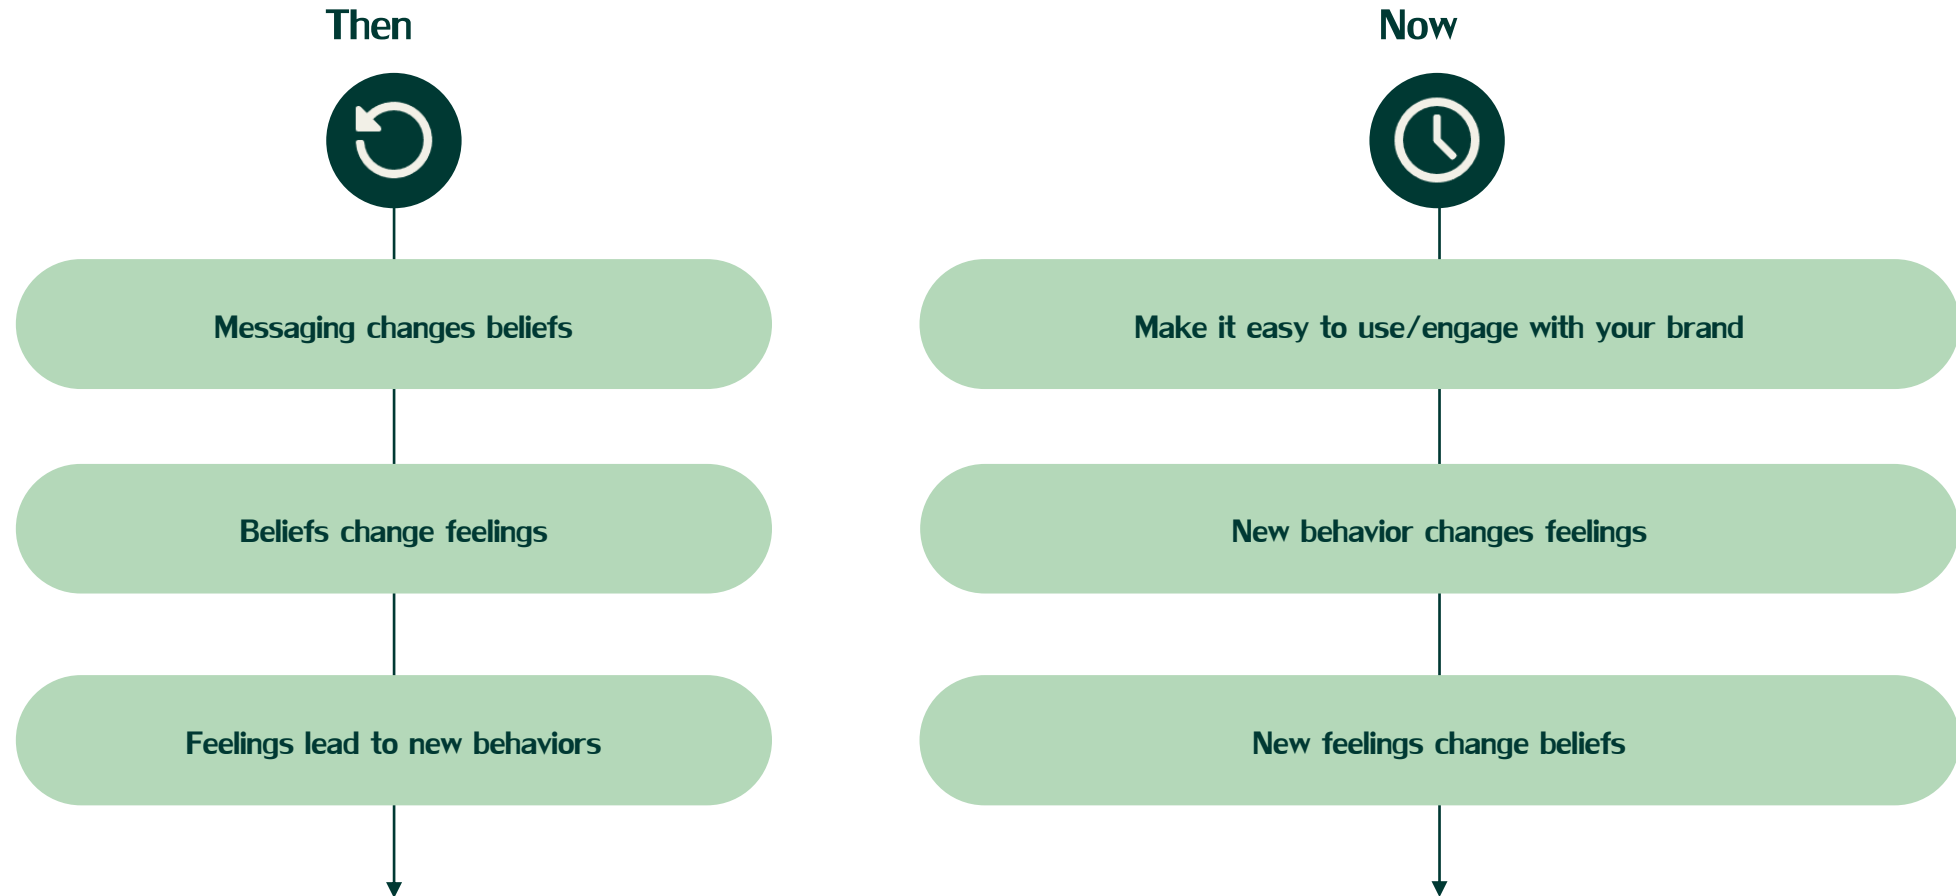 Then
Messaging changes beliefs
Beliefs change feelings
Feelings lead to new behaviors
Now
Make it easy to use/engage with your brand
New behavior changes feelings
New feelings change beliefs